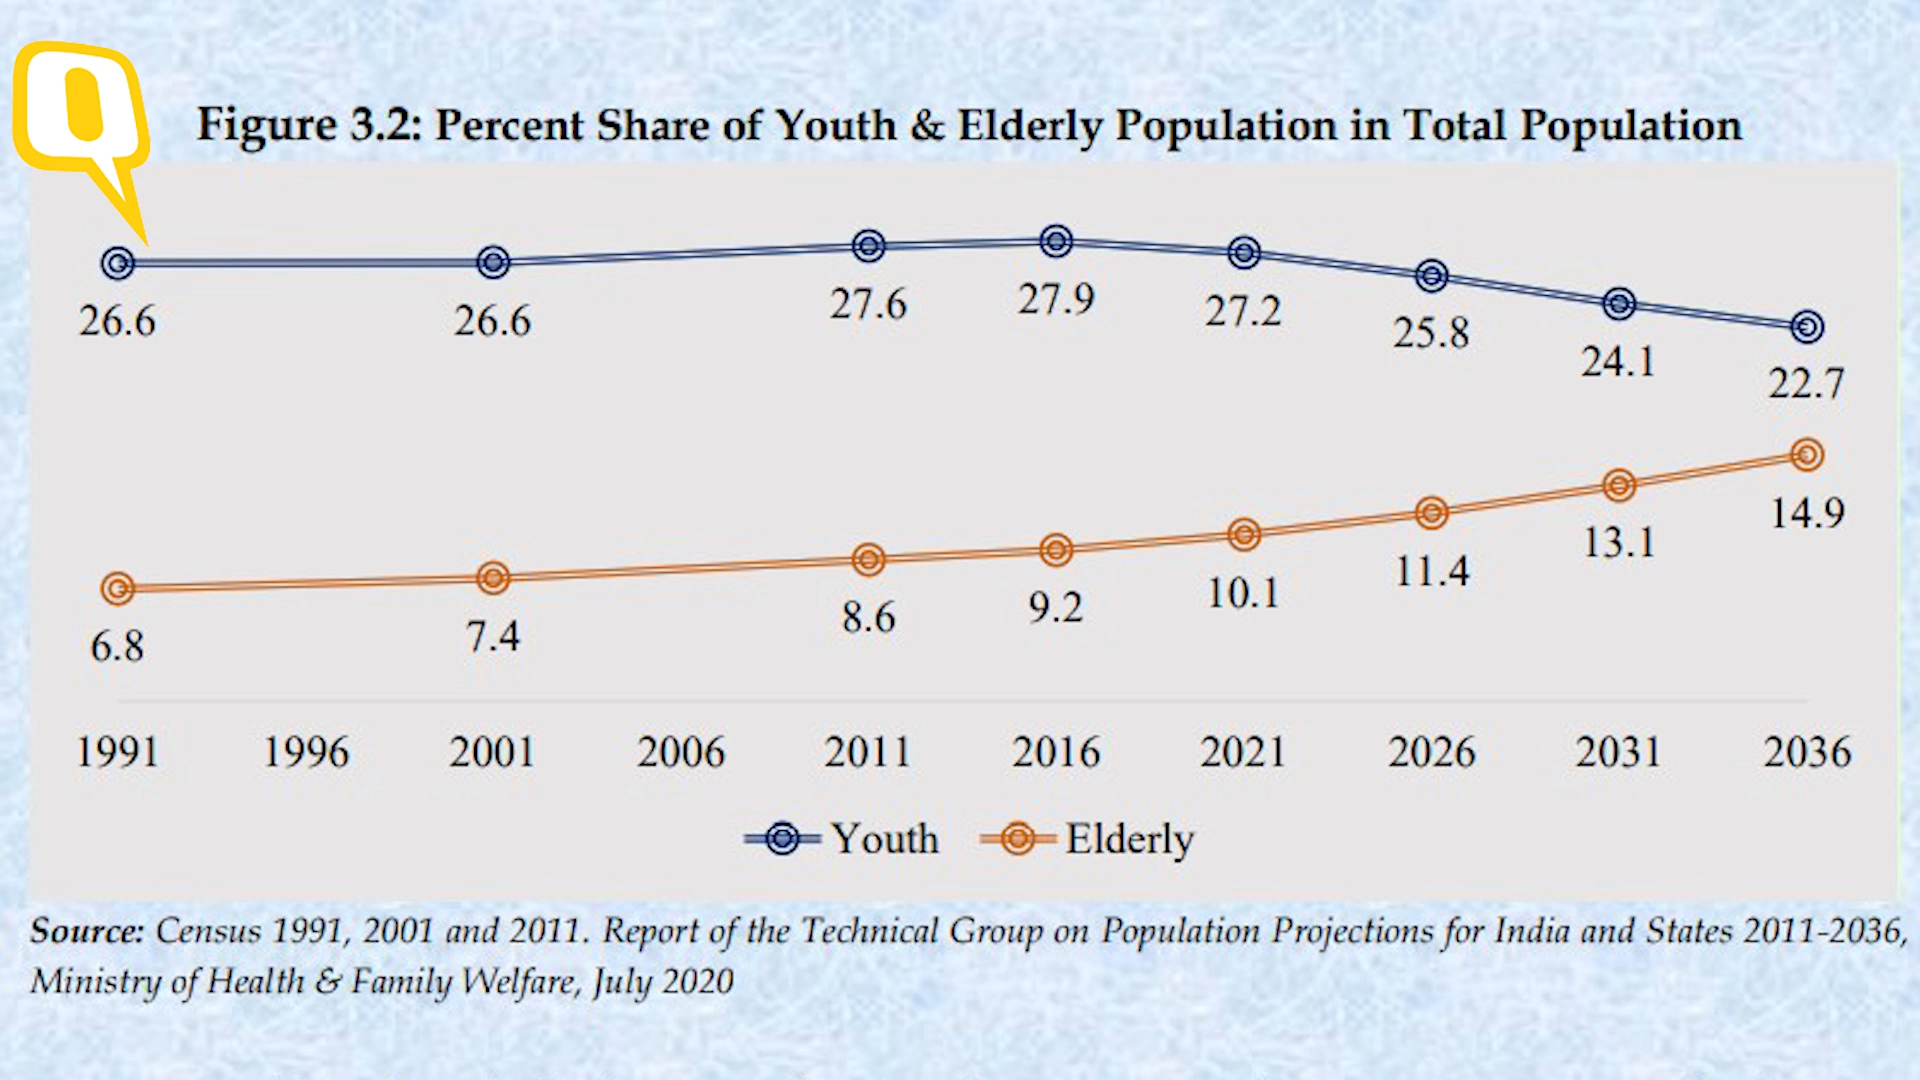 Q
Figure 3.2: Percent Share of Youth & Elderly Population in Total Population
26.6 26.6 27.6 27.9 27.2 25.8 24.1 22.7
6.8 7.4 8.6 9.2 10.1 11.4 13.1 14.9
1991 1996 2001 2006 2011 2016 2021 2026 2031 2036
Youth Elderly
Source: Census 1991, 2001 and 2011. Report of the Technical Group on Population Projections for India and States 2011-2036,
Ministry of Health & Family Welfare, July 2020